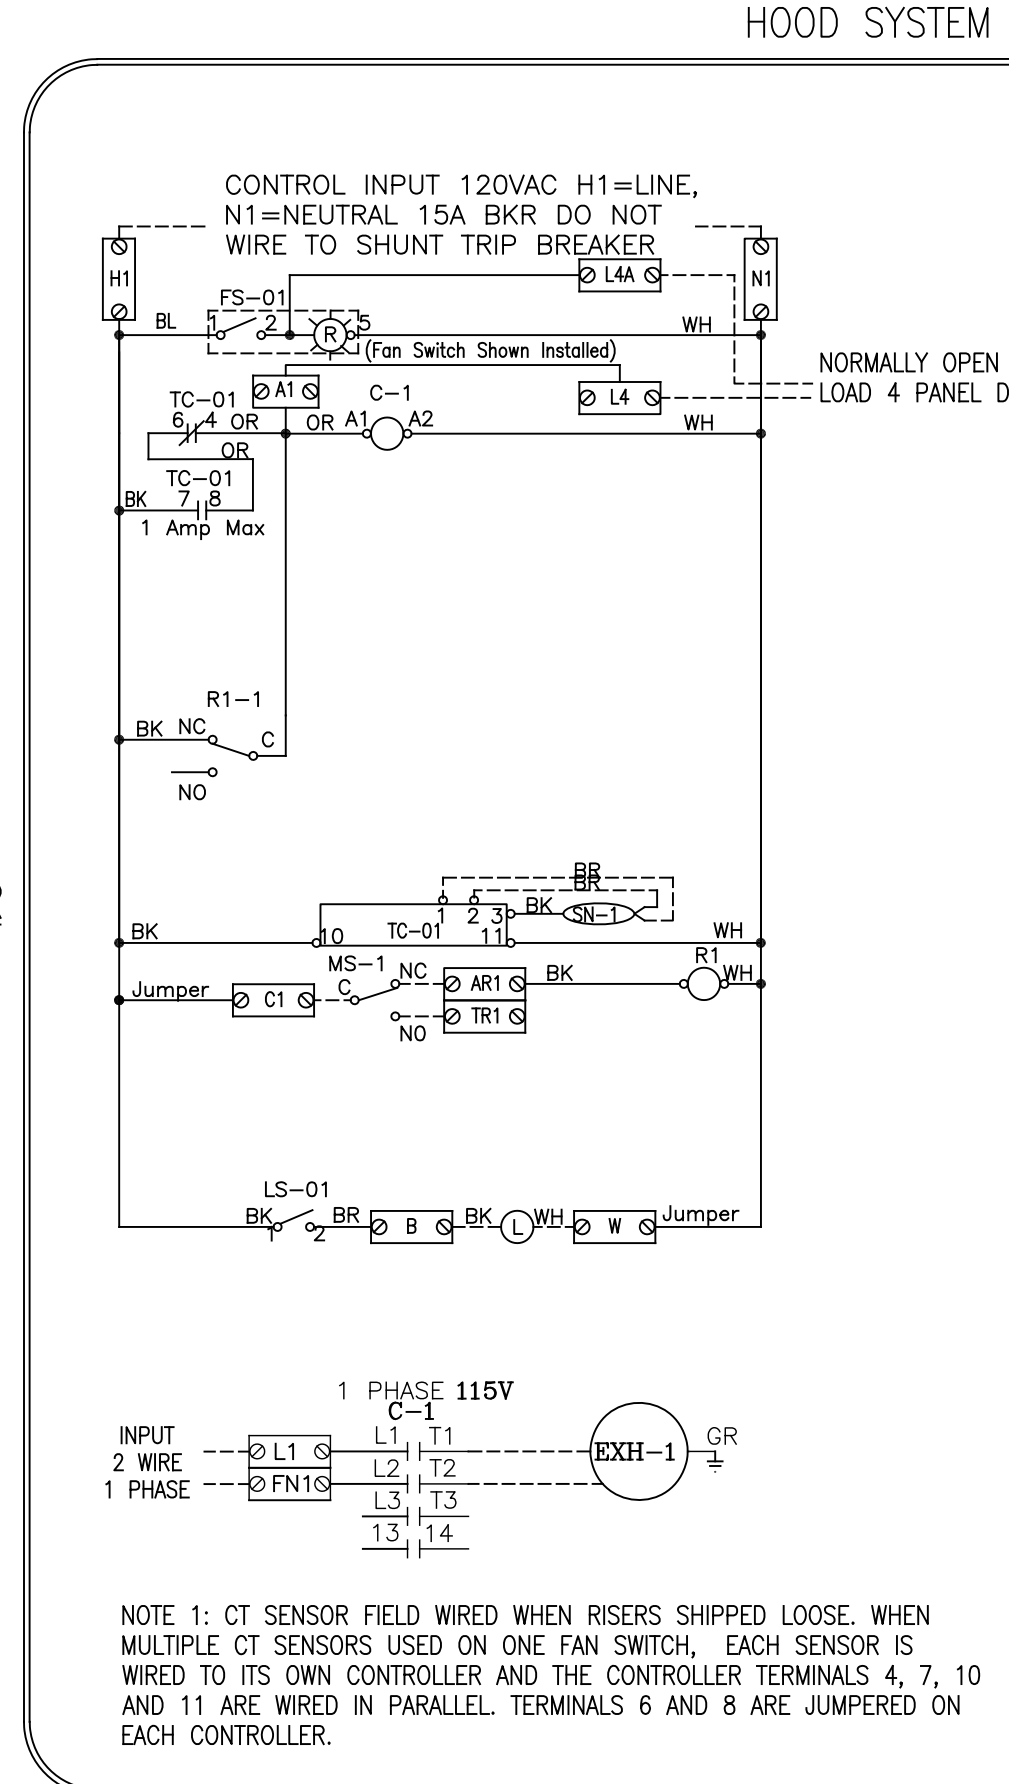 HOOD SYSTEM
CONTROL INPUT 120VAC H1=LINE,
N1=NEUTRAL 15A BKR DO NOT
WIRE TO SHUNT TRIP BREAKER
H1
L4A
N1
FS-01
BL
1
2
R
5
WH
(Fan Switch Shown Installed)
NORMALLY OPEN
LOAD 4 PANEL D
A1
L4
TC-01
C-1
6
4
OR
OR
A1
A2
WH
OR
TC-01
BK
7
8
1 Amp Max
R1-1
BK
NC
C
NO
BR
BR
1
2
3
BK
SN-1
BK
10
TC-01
11
WH
MS-1
R1
Jumper
C1
C
NC
AR1
BK
WH
TR1
NO
LS-01
BK
1
2
BR
B
BK
L
WH
W
Jumper
1 PHASE 115V
C-1
INPUT
2 WIRE
1 PHASE
L1
L1
T1
EXH-1
GR
FN1
L2
T2
L3
T3
13
14
NOTE 1: CT SENSOR FIELD WIRED WHEN RISERS SHIPPED LOOSE. WHEN
MULTIPLE CT SENSORS USED ON ONE FAN SWITCH, EACH SENSOR IS
WIRED TO ITS OWN CONTROLLER AND THE CONTROLLER TERMINALS 4, 7, 10
AND 11 ARE WIRED IN PARALLEL. TERMINALS 6 AND 8 ARE JUMPERED ON
EACH CONTROLLER.